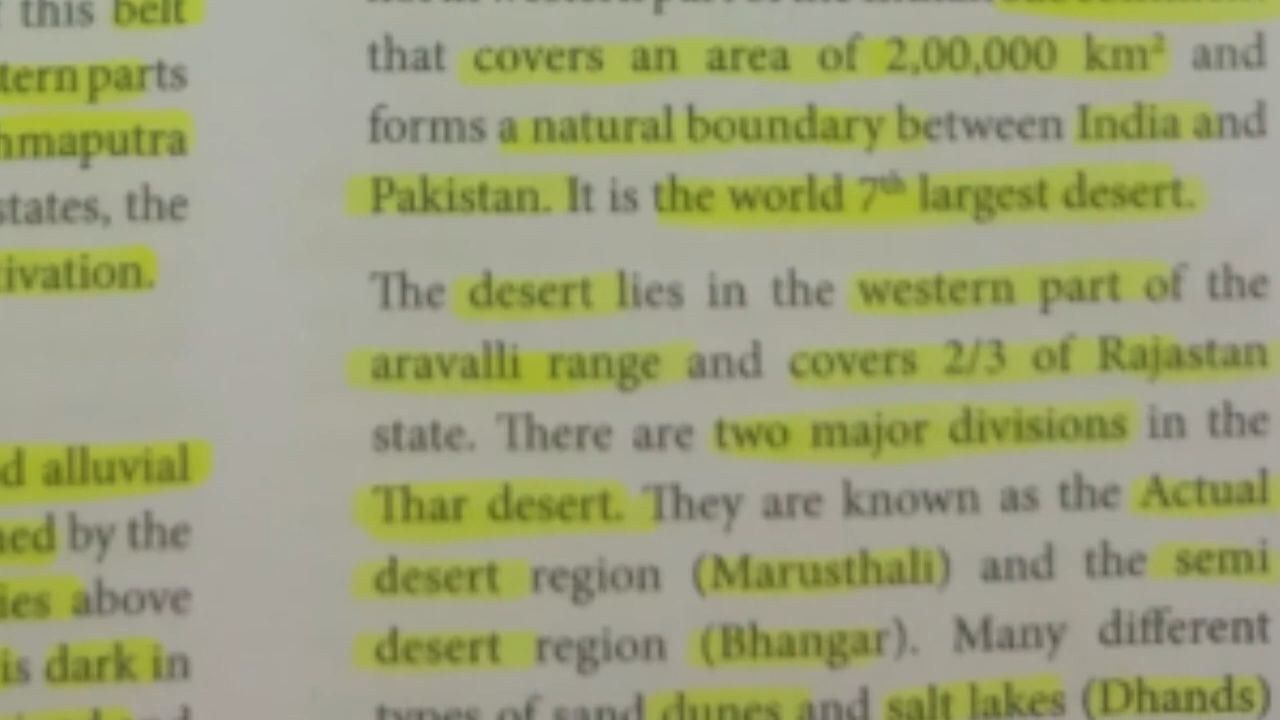 this belt
tern parts
hmaputra
states, the
tivation.
d alluvial
ned by the
ies above
is dark in
that covers an area of 2,00,000 km² and
forms a natural boundary between India and
Pakistan. It is the world 7th largest desert.
The desert lies in the western part of the
aravalli range and covers 2/3 of Rajastan
state. There are two major divisions in the
Thar desert. They are known as the Actual
desert region (Marusthali) and the semi
desert region (Bhangar). Many different
types of sand dunes and salt lakes (Dhands)